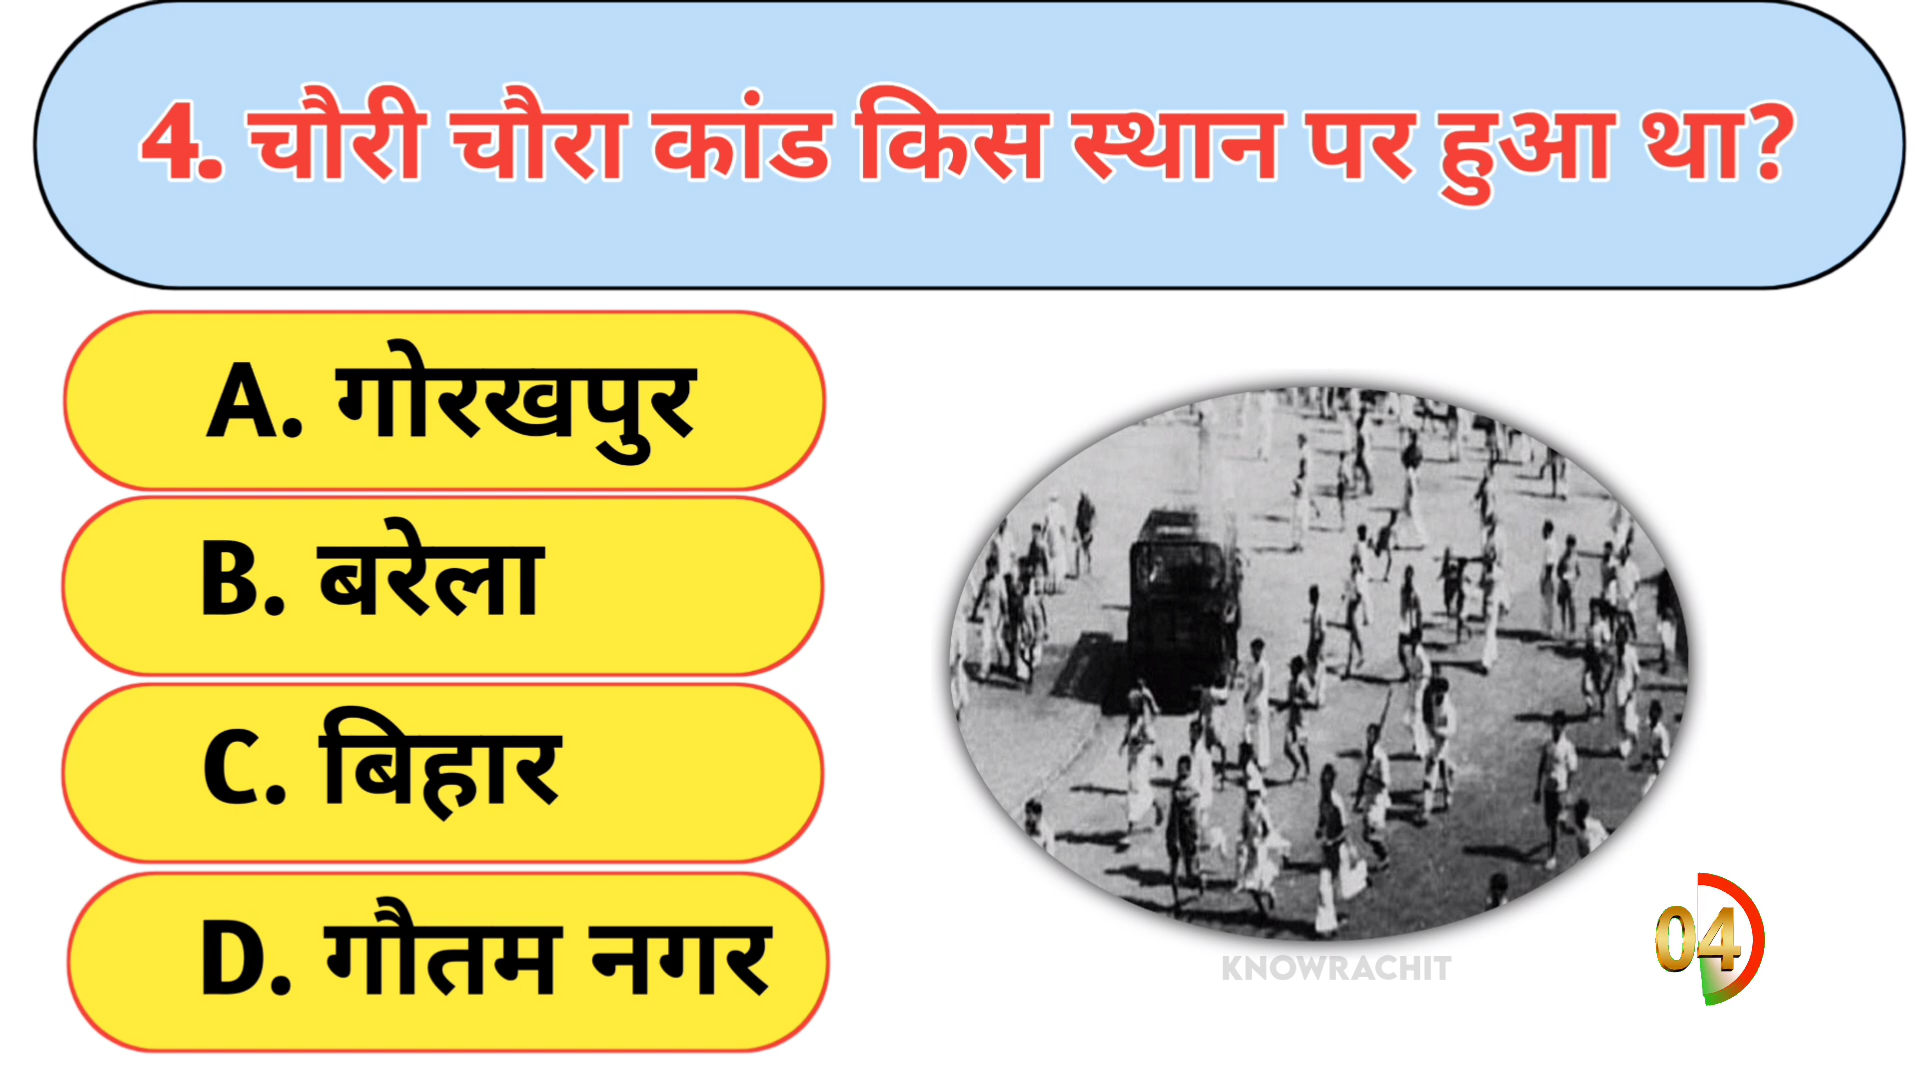 4. चौरी चौरा कांड किस स्थान पर हुआ था?
A. गोरखपुर
B. बरेला
C. बिहार
D. गौतम नगर
KNOWRACHIT
04